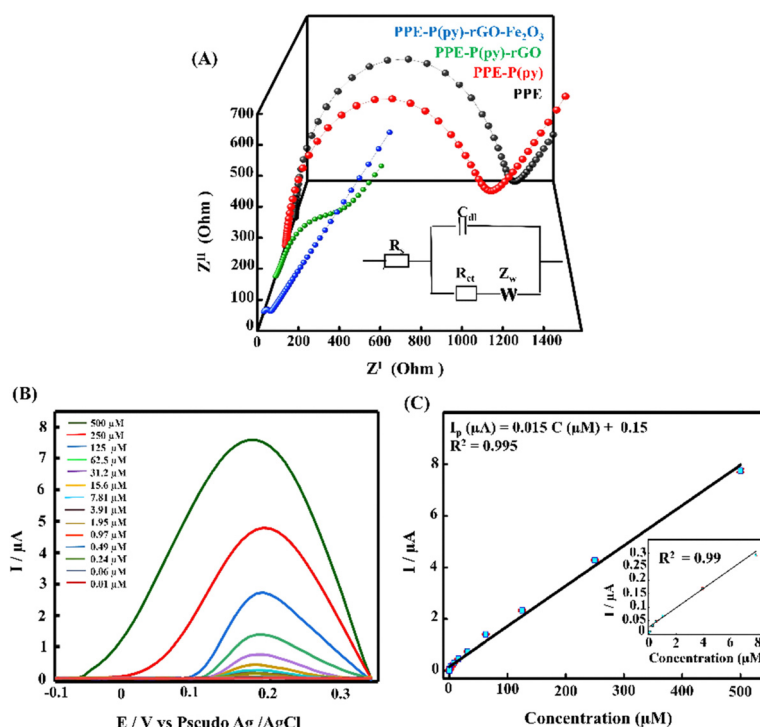 PPE-P(py)-rGO-Fe₂O₃
PPE-P(py)-rGO
(A)
PPE-P(py)
PPE
700
600
500
400
300
200
100
0
Zᴵᴵ (Ohm)
Rs
Cdl
Rct
Zw
0 200 400 600 800 1000 1200 1400
Zᴵ (Ohm)
(B)
8
7
6
5
4
3
2
1
0
I / µA
500 µM
250 µM
125 µM
62.5 µM
31.2 µM
15.6 µM
7.81 µM
3.91 µM
1.95 µM
0.97 µM
0.49 µM
0.24 µM
0.06 µM
0.01 µM
-0.1 0 0.1 0.2 0.3
E / V vs Pseudo Ag /AgCl
(C)
Iₚ (µA) = 0.015 C (µM) + 0.15
R² = 0.995
8
6
4
2
0
I / µA
R² = 0.99
0.3
0.25
0.2
0.15
0.1
0.05
0
I / µA
0 2 4 6 8
Concentration (µM)
0 100 200 300 400 500
Concentration (µM)